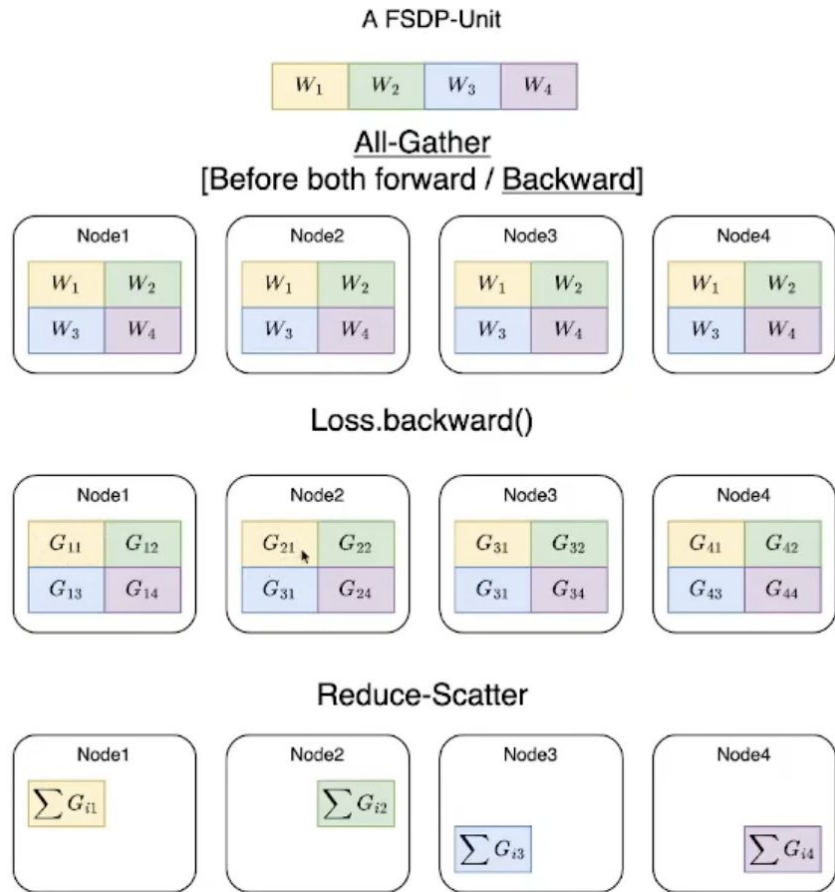 A FSDP-Unit
W₁ W₂ W₃ W₄
All-Gather
[Before both forward / Backward]
Node1 Node2 Node3 Node4
W₁ W₂ W₁ W₂ W₁ W₂ W₁ W₂
W₃ W₄ W₃ W₄ W₃ W₄ W₃ W₄
Loss.backward()
Node1 Node2 Node3 Node4
G₁₁ G₁₂ G₂₁ G₂₂ G₃₁ G₃₂ G₄₁ G₄₂
G₁₃ G₁₄ G₃₁ G₂₄ G₃₁ G₃₄ G₄₃ G₄₄
Reduce-Scatter
Node1 Node2 Node3 Node4
∑ Gᵢ₁ ∑ Gᵢ₂
∑ Gᵢ₃ ∑ Gᵢ₄